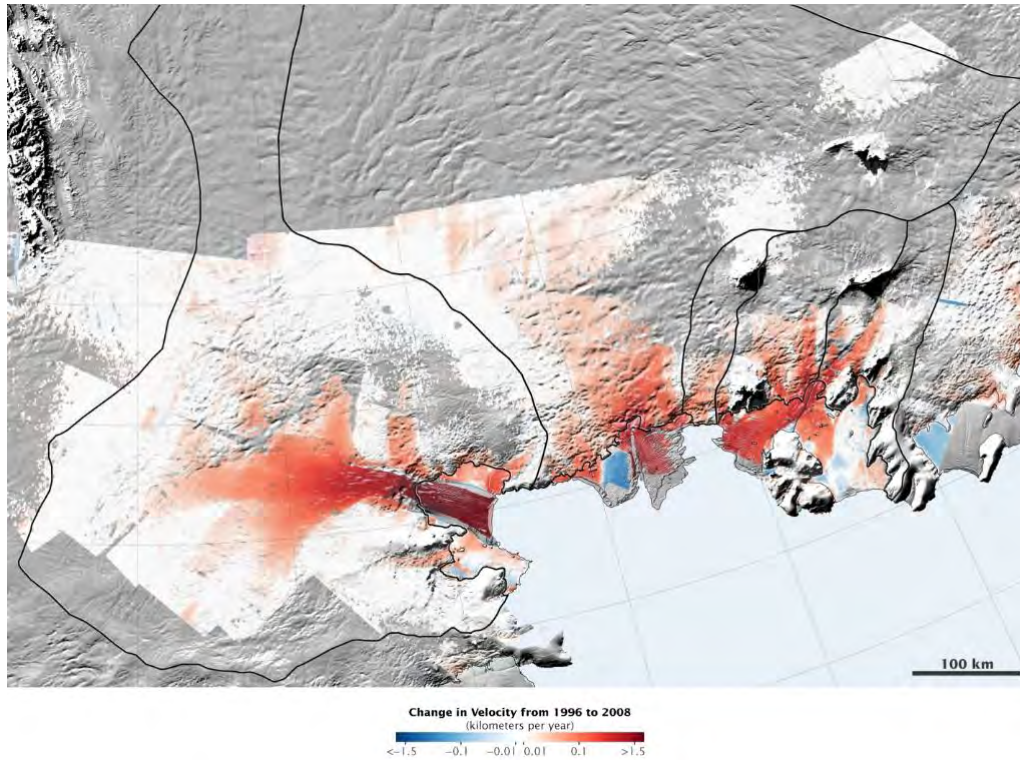 100 km
Change in Velocity from 1996 to 2008
(kilometers per year)
<-1.5 -0.1 -0.01 0.01 0.1 >1.5